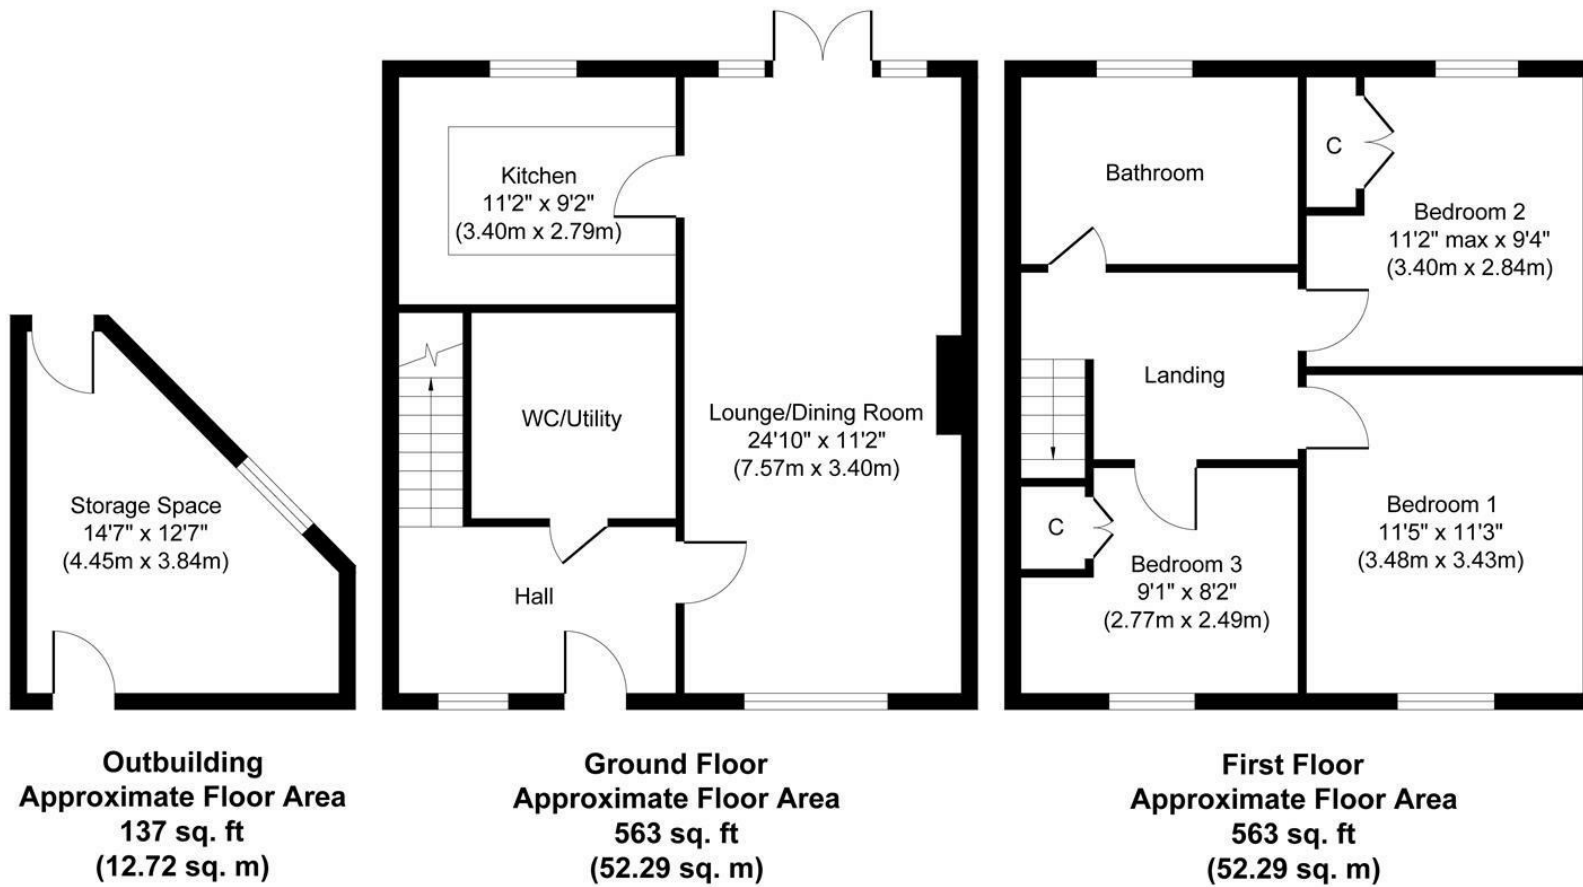 Storage Space
14'7" x 12'7"
(4.45m x 3.84m)
Outbuilding
Approximate Floor Area
137 sq. ft
(12.72 sq. m)
Kitchen
11'2" x 9'2"
(3.40m x 2.79m)
WC/Utility
Lounge/Dining Room
24'10" x 11'2"
(7.57m x 3.40m)
Hall
Ground Floor
Approximate Floor Area
563 sq. ft
(52.29 sq. m)
Bathroom
C
Bedroom 2
11'2" max x 9'4"
(3.40m x 2.84m)
Landing
Bedroom 1
11'5" x 11'3"
(3.48m x 3.43m)
C
Bedroom 3
9'1" x 8'2"
(2.77m x 2.49m)
First Floor
Approximate Floor Area
563 sq. ft
(52.29 sq. m)